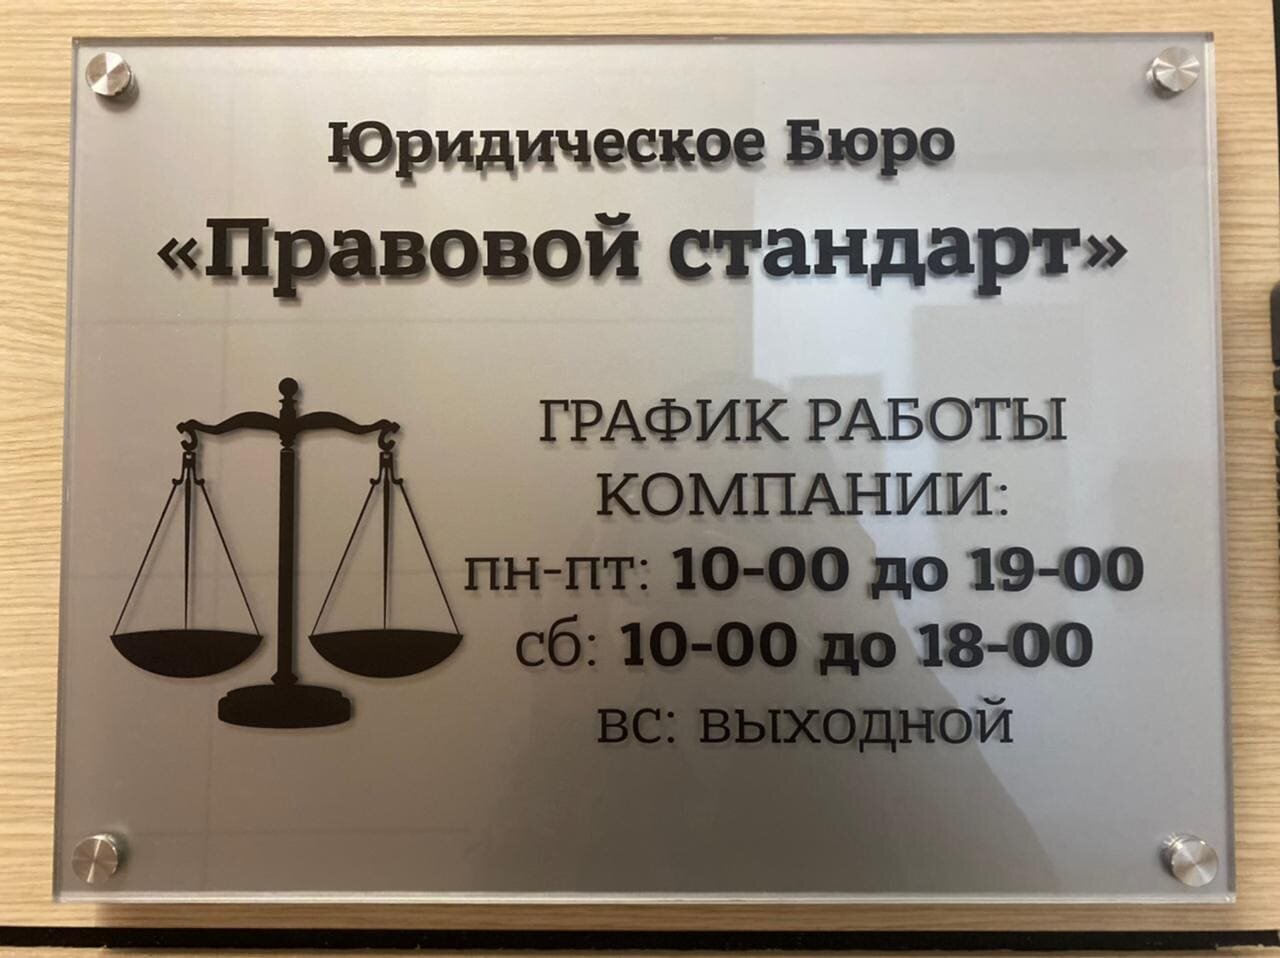 Юридическое Бюро
«Правовой стандарт»
ГРАФИК РАБОТЫ
КОМПАНИИ:
пн-пт: 10-00 до 19-00
сб: 10-00 до 18-00
вс: выходной